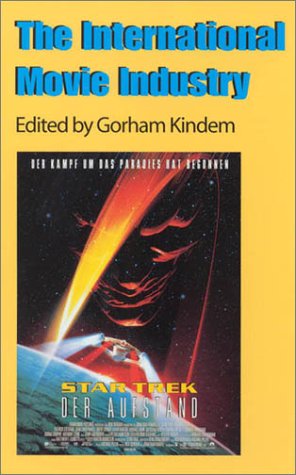 The International
Movie Industry
Edited by Gorham Kindem
DER KAMPF UM DAS PARADIES HAT BEGONNEN
STAR TREK
DER AUFSTAND